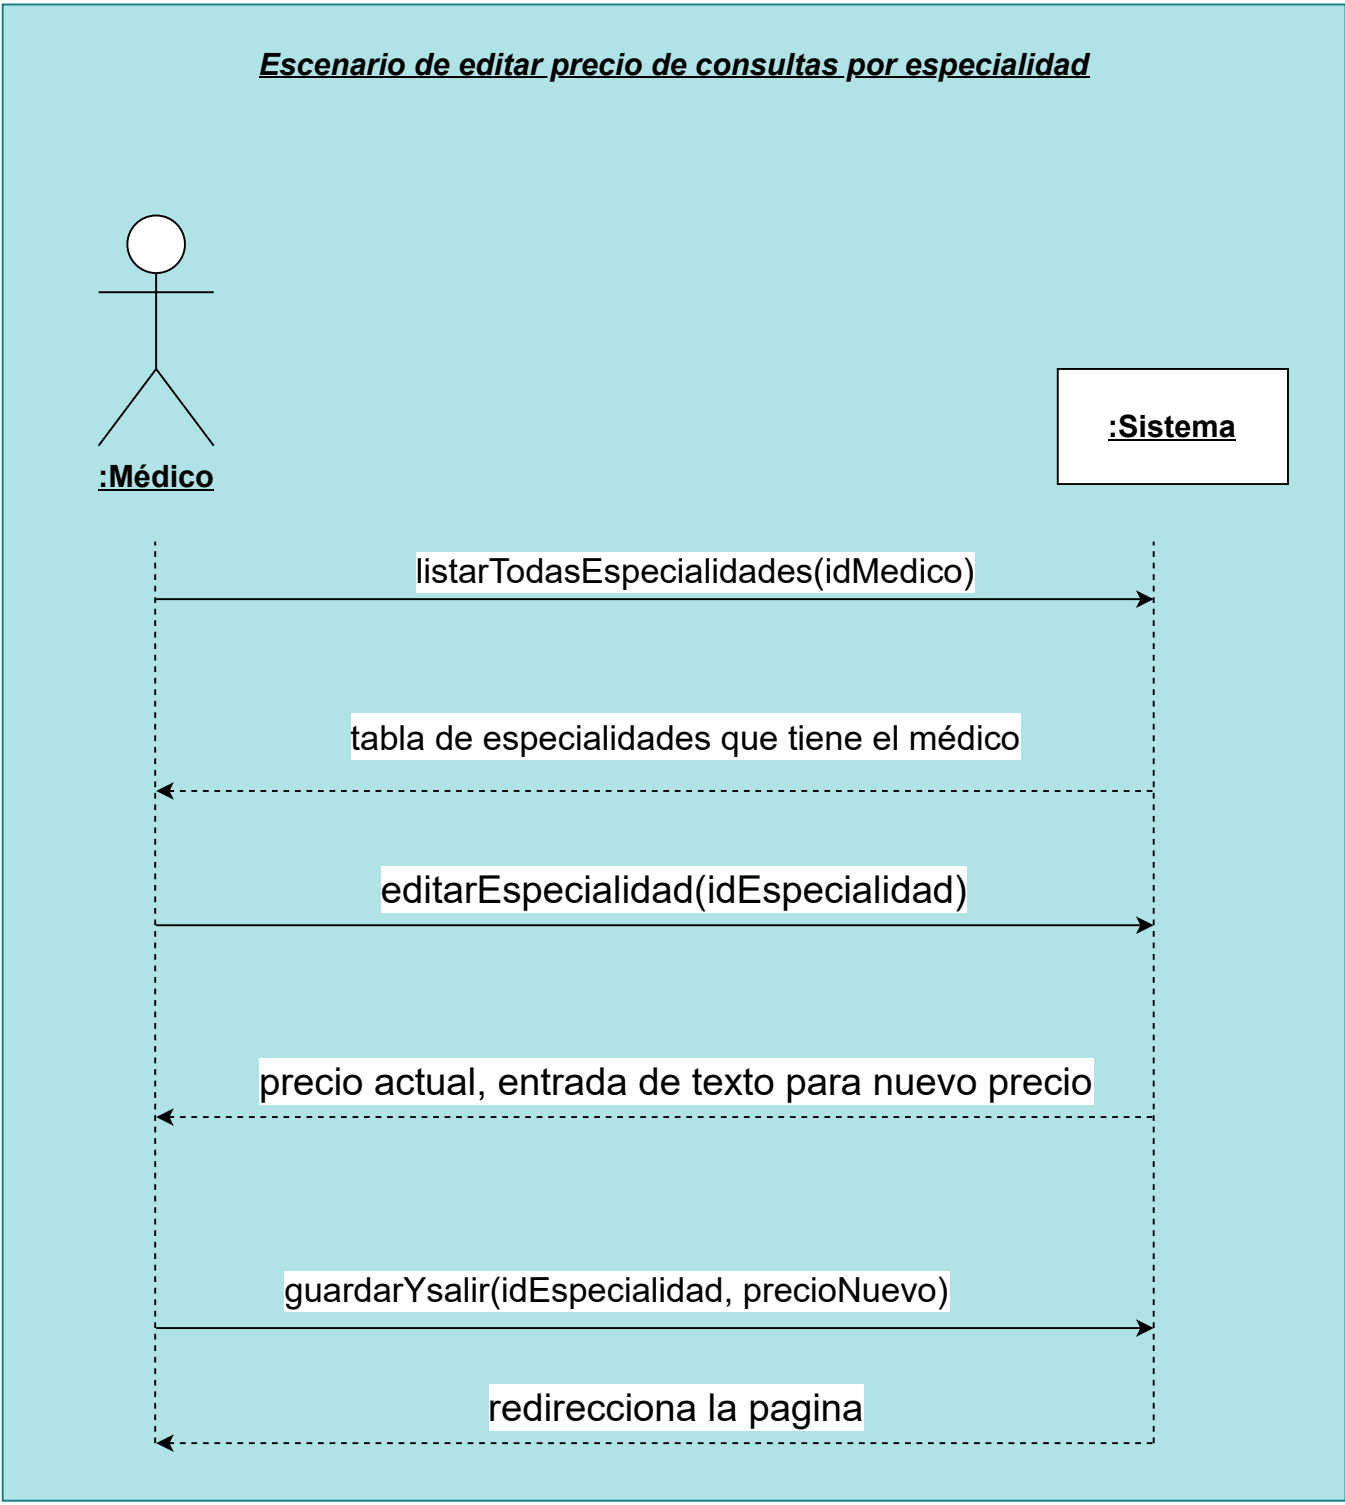 Escenario de editar precio de consultas por especialidad
:Médico
:Sistema
listarTodasEspecialidades(idMedico)
tabla de especialidades que tiene el médico
editarEspecialidad(idEspecialidad)
precio actual, entrada de texto para nuevo precio
guardarYsalir(idEspecialidad, precioNuevo)
redirecciona la pagina